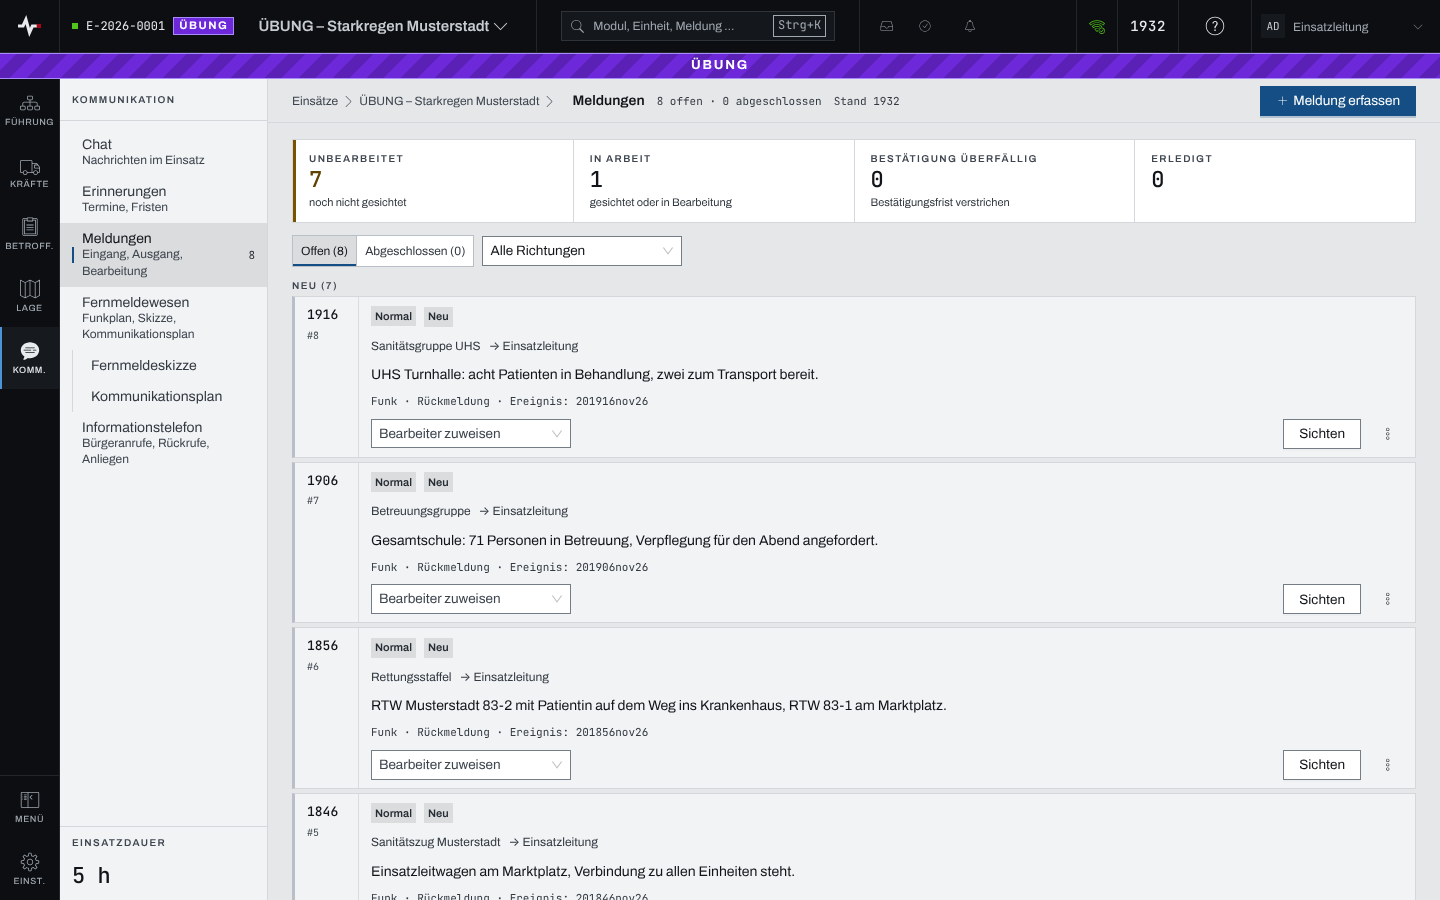 E-2026-0001 ÜBUNG
ÜBUNG – Starkregen Musterstadt
Modul, Einheit, Meldung ... Strg+K
1932
AD Einsatzleitung
ÜBUNG
FÜHRUNG
KRÄFTE
BETROFF.
LAGE
KOMM.
MENÜ
EINST.
KOMMUNIKATION
Chat
Nachrichten im Einsatz
Erinnerungen
Termine, Fristen
Meldungen
Eingang, Ausgang,
Bearbeitung
8
Fernmeldewesen
Funkplan, Skizze,
Kommunikationsplan
Fernmeldeskizze
Kommunikationsplan
Informationstelefon
Bürgeranrufe, Rückrufe,
Anliegen
EINSATZDAUER
5 h
Einsätze ÜBUNG – Starkregen Musterstadt Meldungen 8 offen · 0 abgeschlossen Stand 1932
+ Meldung erfassen
UNBEARBEITET
7
noch nicht gesichtet
IN ARBEIT
1
gesichtet oder in Bearbeitung
BESTÄTIGUNG ÜBERFÄLLIG
0
Bestätigungsfrist verstrichen
ERLEDIGT
0
Offen (8) Abgeschlossen (0) Alle Richtungen
NEU (7)
1916
#8
Normal Neu
Sanitätsgruppe UHS → Einsatzleitung
UHS Turnhalle: acht Patienten in Behandlung, zwei zum Transport bereit.
Funk · Rückmeldung · Ereignis: 201916nov26
Bearbeiter zuweisen Sichten
1906
#7
Normal Neu
Betreuungsgruppe → Einsatzleitung
Gesamtschule: 71 Personen in Betreuung, Verpflegung für den Abend angefordert.
Funk · Rückmeldung · Ereignis: 201906nov26
Bearbeiter zuweisen Sichten
1856
#6
Normal Neu
Rettungsstaffel → Einsatzleitung
RTW Musterstadt 83-2 mit Patientin auf dem Weg ins Krankenhaus, RTW 83-1 am Marktplatz.
Funk · Rückmeldung · Ereignis: 201856nov26
Bearbeiter zuweisen Sichten
1846
#5
Normal Neu
Sanitätszug Musterstadt → Einsatzleitung
Einsatzleitwagen am Marktplatz, Verbindung zu allen Einheiten steht.
Funk · Rückmeldung · Ereignis: 201846nov26